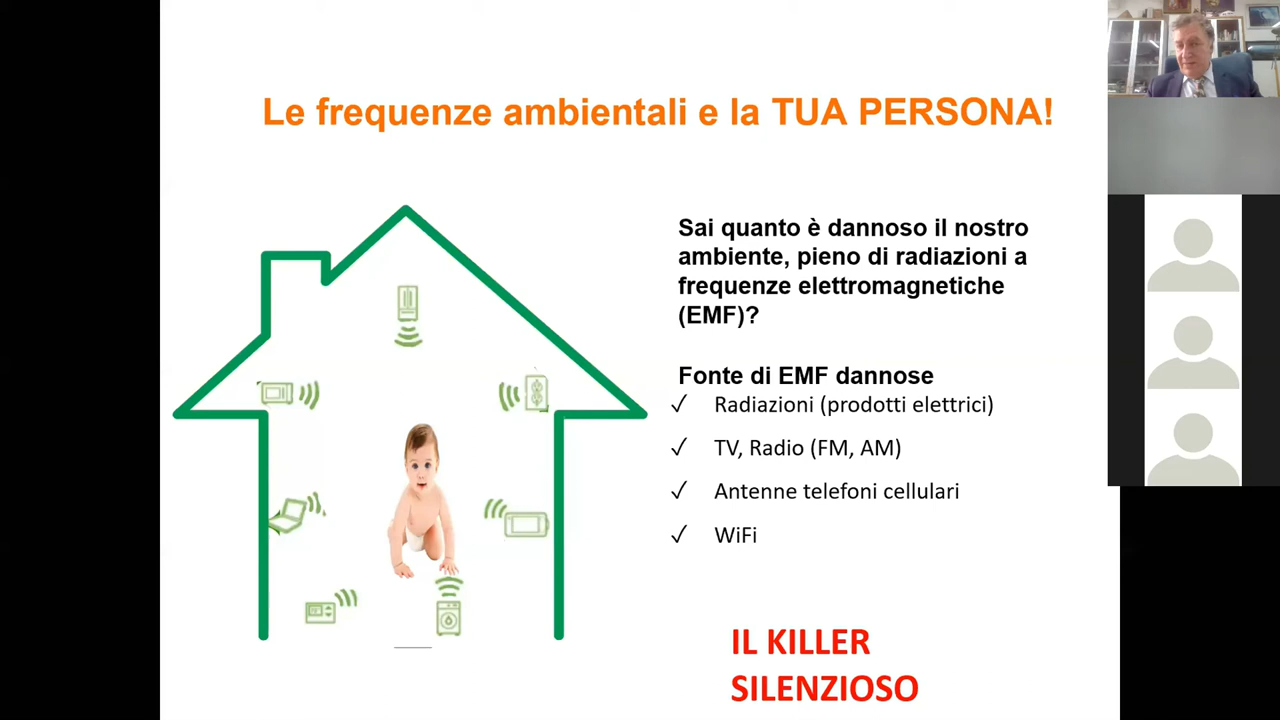 Le frequenze ambientali e la TUA PERSONA!
Sai quanto è dannoso il nostro
ambiente, pieno di radiazioni a
frequenze elettromagnetiche
(EMF)?
Fonte di EMF dannose
✓ Radiazioni (prodotti elettrici)
✓ TV, Radio (FM, AM)
✓ Antenne telefoni cellulari
✓ WiFi
IL KILLER
SILENZIOSO